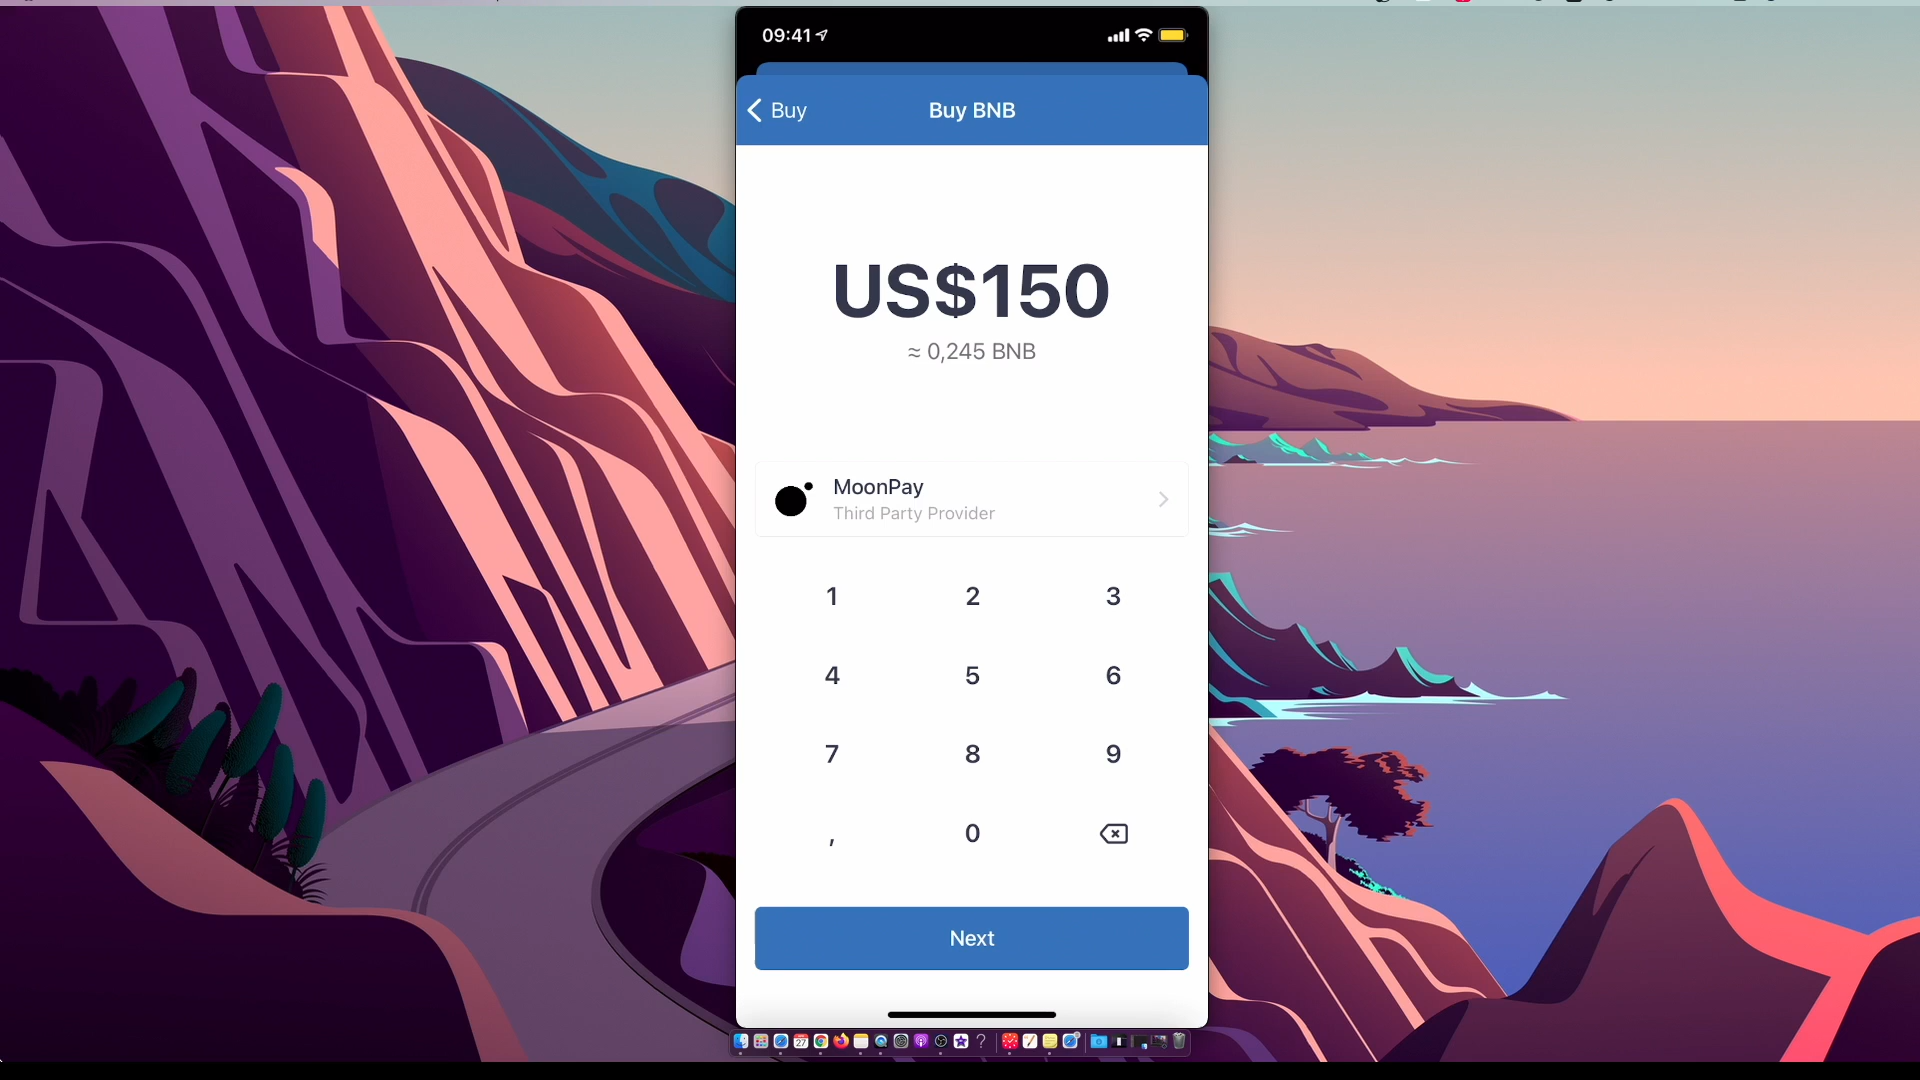 09:41
Buy
Buy BNB
US$150
≈ 0,245 BNB
MoonPay
Third Party Provider
1 2 3
4 5 6
7 8 9
, 0
Next
27